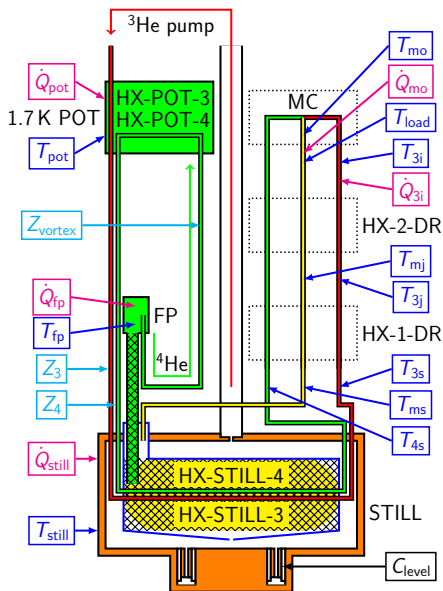 ³He pump
Q̇pot
1.7 K POT
Tpot
HX-POT-3
HX-POT-4
MC
Tmo
Q̇mo
Tload
T3i
Q̇3i
Zvortex
HX-2-DR
Tmj
T3j
Q̇fp
Tfp
FP
⁴He
HX-1-DR
Z3
Z4
T3s
Tms
T4s
Q̇still
HX-STILL-4
HX-STILL-3
STILL
Tstill
Clevel